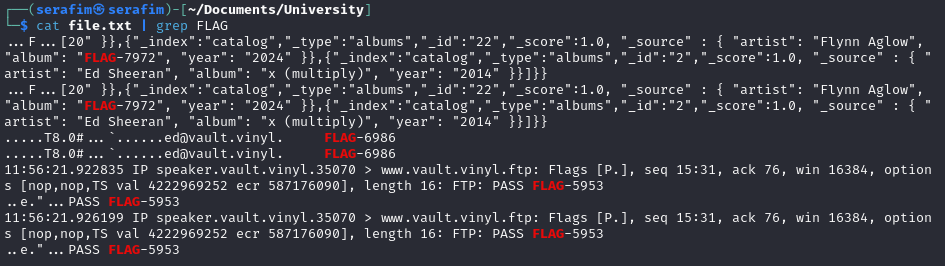 ┌──(serafim㉿serafim)-[~/Documents/University]
└─$ cat file.txt | grep FLAG
...F...[20" }},{"_index":"catalog","_type":"albums","_id":"22","_score":1.0, "_source" : { "artist": "Flynn Aglow",
"album": "FLAG-7972", "year": "2024" }},{"_index":"catalog","_type":"albums","_id":"2","_score":1.0, "_source" : { "
artist": "Ed Sheeran", "album": "x (multiply)", "year": "2014" }}]}}
...F...[20" }},{"_index":"catalog","_type":"albums","_id":"22","_score":1.0, "_source" : { "artist": "Flynn Aglow",
"album": "FLAG-7972", "year": "2024" }},{"_index":"catalog","_type":"albums","_id":"2","_score":1.0, "_source" : { "
artist": "Ed Sheeran", "album": "x (multiply)", "year": "2014" }}]}}
.....T8.0#...`......ed@vault.vinyl.     FLAG-6986
.....T8.0#...`......ed@vault.vinyl.     FLAG-6986
11:56:21.922835 IP speaker.vault.vinyl.35070 > www.vault.vinyl.ftp: Flags [P.], seq 15:31, ack 76, win 16384, option
s [nop,nop,TS val 4222969252 ecr 587176090], length 16: FTP: PASS FLAG-5953
..e."...PASS FLAG-5953
11:56:21.926199 IP speaker.vault.vinyl.35070 > www.vault.vinyl.ftp: Flags [P.], seq 15:31, ack 76, win 16384, option
s [nop,nop,TS val 4222969252 ecr 587176090], length 16: FTP: PASS FLAG-5953
..e."...PASS FLAG-5953